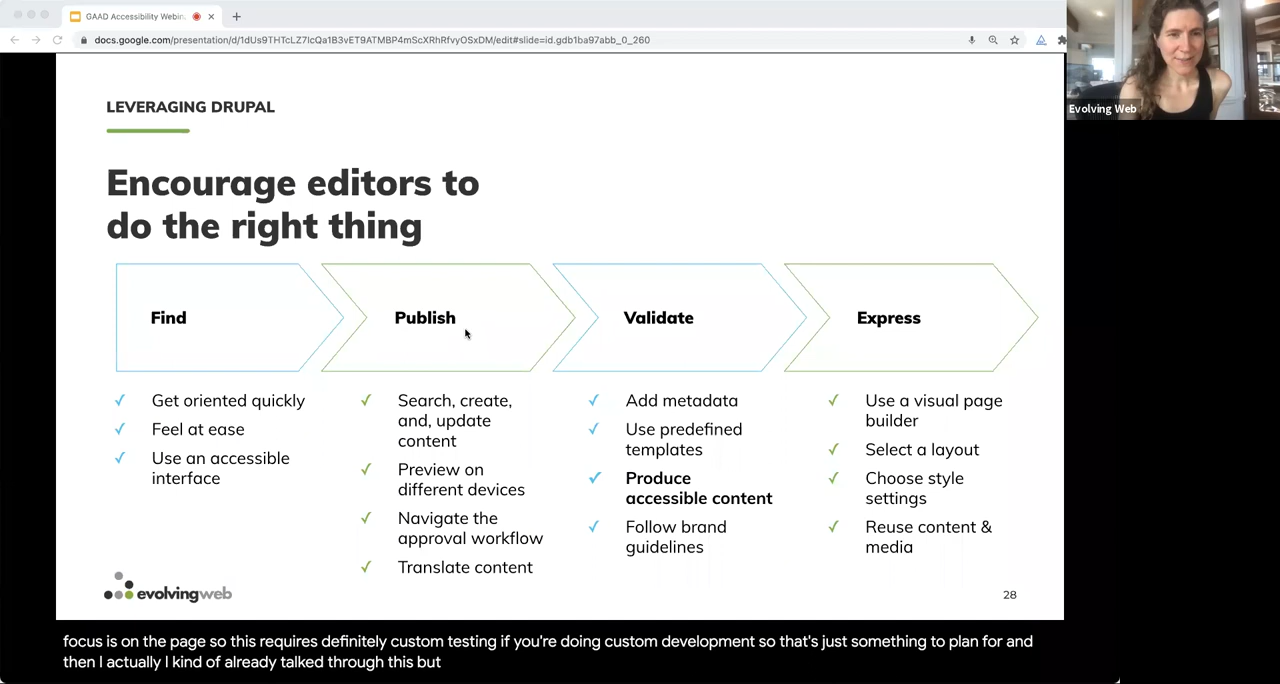 GAAD Accessibility Webin.
docs.google.com/presentation/d/1dUs9THTcLZ7lcQa1B3vET9ATMBP4mScXRhRfvyOSxDM/edit#slide=id.gdb1ba97abb_0_260
Evolving Web
LEVERAGING DRUPAL
Encourage editors to
do the right thing
Find
Publish
Validate
Express
✓ Get oriented quickly
✓ Feel at ease
✓ Use an accessible
interface
✓ Search, create,
and, update
content
✓ Preview on
different devices
✓ Navigate the
approval workflow
✓ Translate content
✓ Add metadata
✓ Use predefined
templates
✓ Produce
accessible content
✓ Follow brand
guidelines
✓ Use a visual page
builder
✓ Select a layout
✓ Choose style
settings
✓ Reuse content &
media
evolvingweb
28
focus is on the page so this requires definitely custom testing if you're doing custom development so that's just something to plan for and
then I actually I kind of already talked through this but